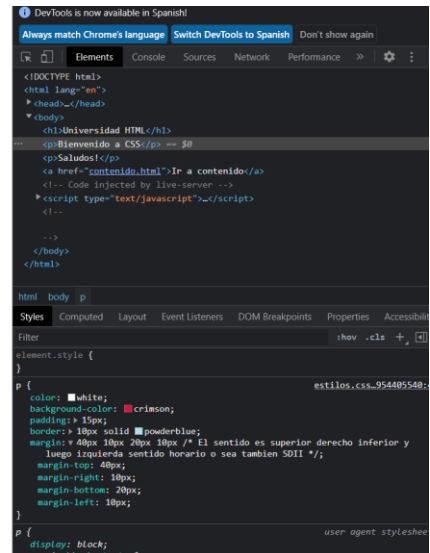 DevTools is now available in Spanish!
Always match Chrome's language Switch DevTools to Spanish Don't show again
Elements Console Sources Network Performance »
<!DOCTYPE html>
<html lang="en">
<head>…</head>
<body>
<h1>Universidad HTML</h1>
<p>Bienvenido a CSS</p> == $0
<p>Saludos!</p>
<a href="contenido.html">Ir a contenido</a>
<!-- Code injected by live-server -->
<script type="text/javascript">…</script>
<!--
-->
</body>
</html>
html body p
Styles Computed Layout Event Listeners DOM Breakpoints Properties Accessibilit
Filter :hov .cls +
element.style {
}
p { estilos.css…954405540:4
color: white;
background-color: crimson;
padding: 15px;
border: 10px solid powderblue;
margin: 40px 10px 20px 10px /* El sentido es superior derecho inferior y
luego izquierda sentido horario o sea tambien SDII */;
margin-top: 40px;
margin-right: 10px;
margin-bottom: 20px;
margin-left: 10px;
}
p { user agent stylesheet
display: block;